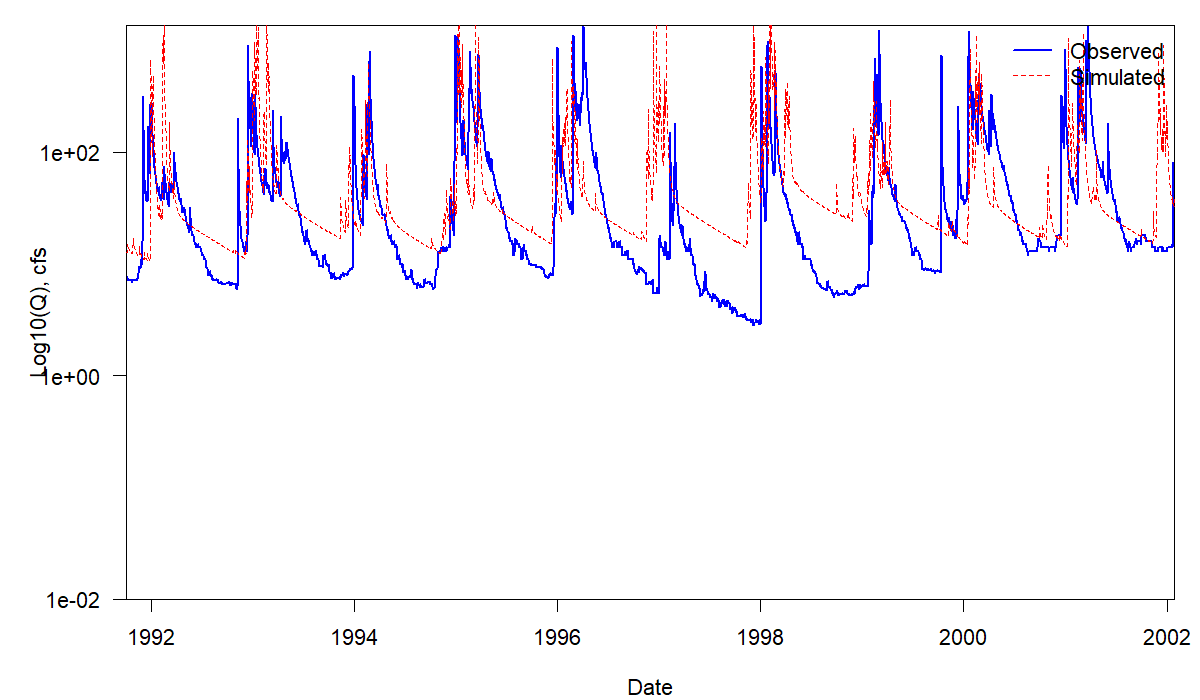 Observed
Simulated
1e+02
1e+00
1e-02
Log10(Q), cfs
1992
1994
1996
1998
2000
2002
Date